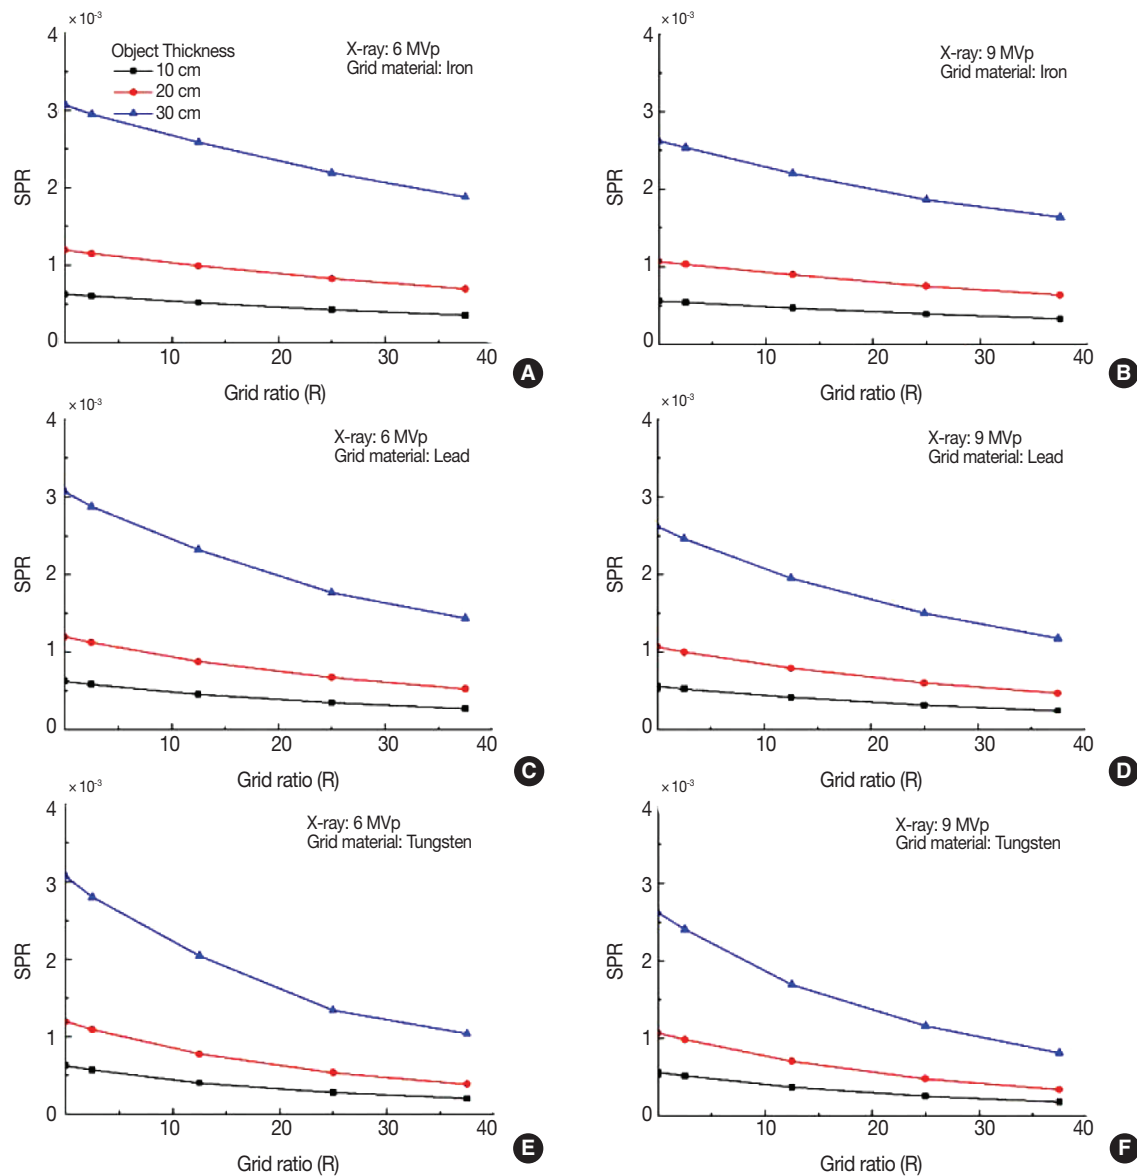 × 10-3
4
3
2
1
0
SPR
Object Thickness
10 cm
20 cm
30 cm
X-ray: 6 MVp
Grid material: Iron
10
20
30
40
Grid ratio (R)
A
× 10-3
4
3
2
1
0
SPR
X-ray: 9 MVp
Grid material: Iron
10
20
30
40
Grid ratio (R)
B
× 10-3
4
3
2
1
0
SPR
X-ray: 6 MVp
Grid material: Lead
10
20
30
40
Grid ratio (R)
C
× 10-3
4
3
2
1
0
SPR
X-ray: 9 MVp
Grid material: Lead
10
20
30
40
Grid ratio (R)
D
× 10-3
4
3
2
1
0
SPR
X-ray: 6 MVp
Grid material: Tungsten
10
20
30
40
Grid ratio (R)
E
× 10-3
4
3
2
1
0
SPR
X-ray: 9 MVp
Grid material: Tungsten
10
20
30
40
Grid ratio (R)
F